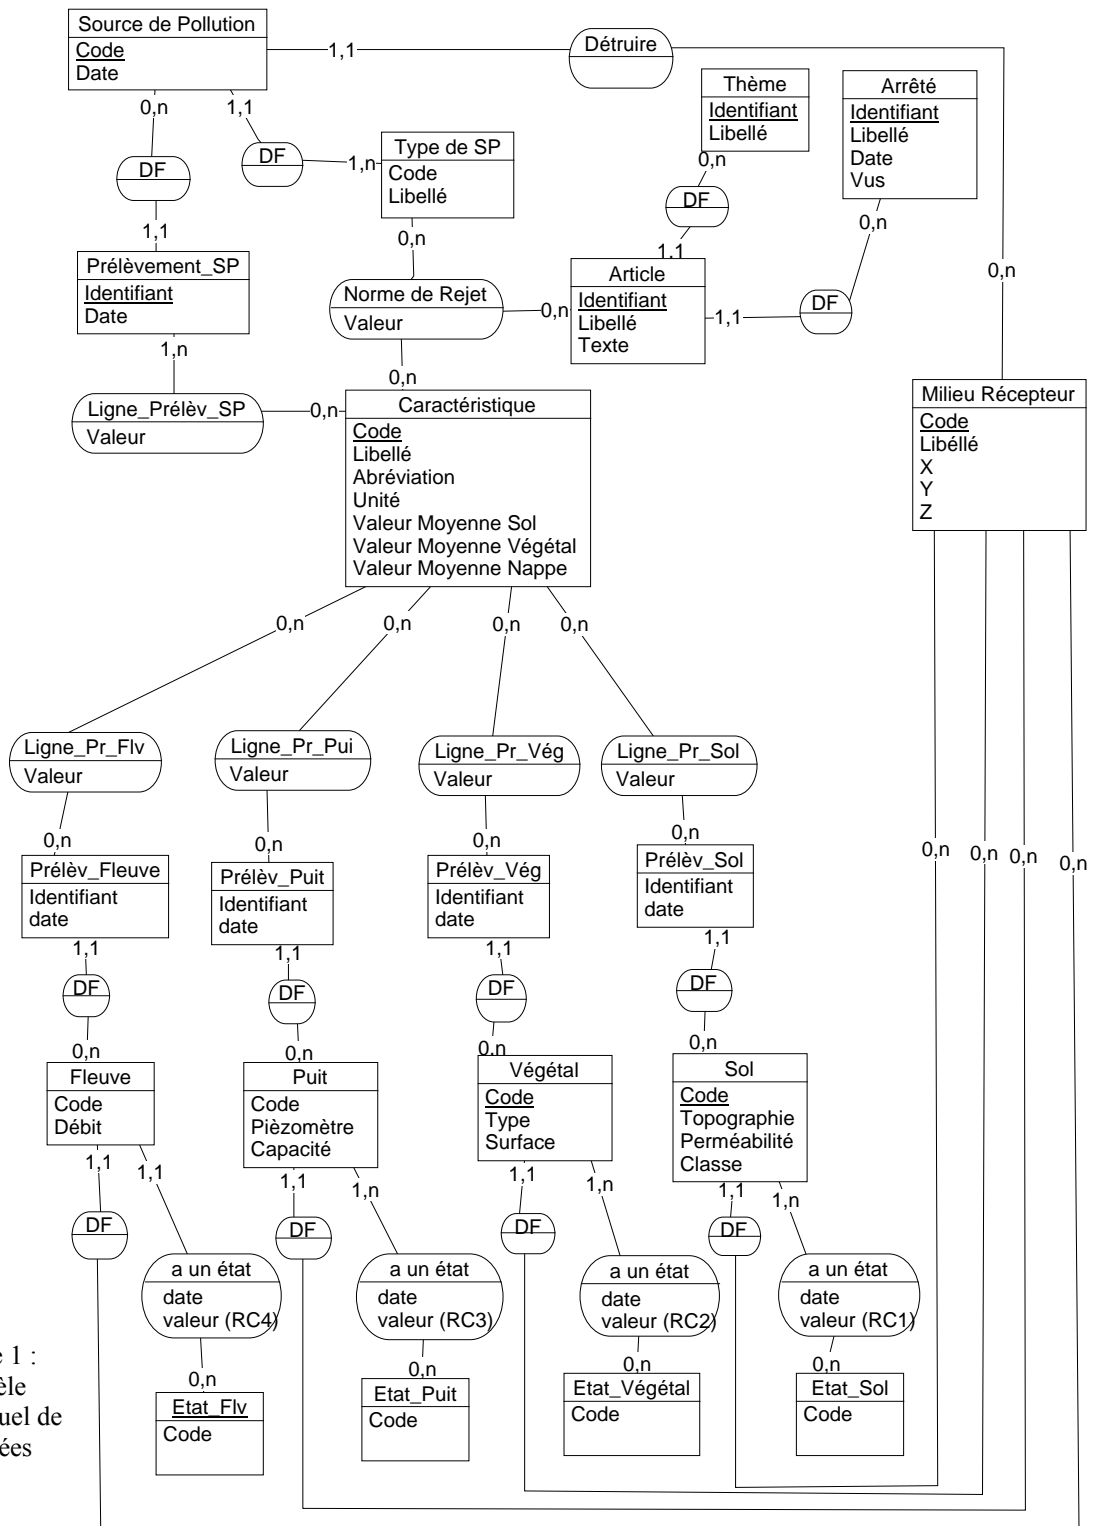 Source de Pollution
Code
Date
1,1
Détruire
0,n
1,1
DF
DF
1,n
Type de SP
Code
Libellé
Thème
Identifiant
Libellé
Arrêté
Identifiant
Libellé
Date
Vus
0,n
DF
0,n
1,1
0,n
1,1
Prélèvement_SP
Identifiant
Date
Norme de Rejet
Valeur
0,n
Article
Identifiant
Libellé
Texte
1,1
DF
0,n
1,n
0,n
Ligne_Prélèv_SP
Valeur
0,n
Caractéristique
Code
Libellé
Abréviation
Unité
Valeur Moyenne Sol
Valeur Moyenne Végétal
Valeur Moyenne Nappe
Milieu Récepteur
Code
Libéllé
X
Y
Z
0,n
0,n
0,n
0,n
Ligne_Pr_Flv
Valeur
Ligne_Pr_Pui
Valeur
Ligne_Pr_Vég
Valeur
Ligne_Pr_Sol
Valeur
0,n
0,n
0,n
0,n
0,n
0,n
0,n
0,n
Prélèv_Fleuve
Identifiant
date
Prélèv_Puit
Identifiant
date
Prélèv_Vég
Identifiant
date
Prélèv_Sol
Identifiant
date
1,1
1,1
1,1
1,1
DF
DF
DF
DF
0,n
0,n
0,n
0,n
Fleuve
Code
Débit
Puit
Code
Pièzomètre
Capacité
Végétal
Code
Type
Surface
Sol
Code
Topographie
Perméabilité
Classe
1,1
1,1
1,1
1,n
1,1
1,n
1,1
1,n
DF
DF
DF
DF
a un état
date
valeur (RC4)
a un état
date
valeur (RC3)
a un état
date
valeur (RC2)
a un état
date
valeur (RC1)
0,n
0,n
0,n
0,n
Etat_Flv
Code
Etat_Puit
Code
Etat_Végétal
Code
Etat_Sol
Code
e 1 :
èle
uel de
ées